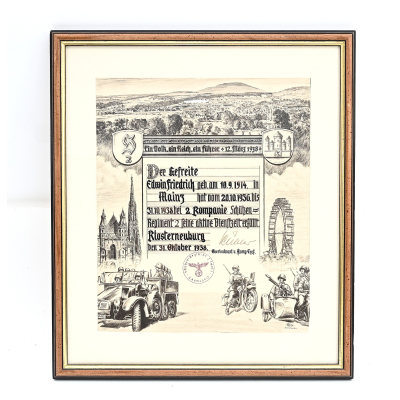 Ein Volk, ein Reich, ein Führer • 12. März 1938
Der Gefreite
Edwin Friedrich geb. am 10.9.1914. in
Mainz hat vom 20.10.1936. bis
31.10.1938 bei 2. Kompanie Schützen-
Regiment 2 seine aktive Dienstzeit erfüllt.
Klosterneuburg
den 31. Oktober 1938.